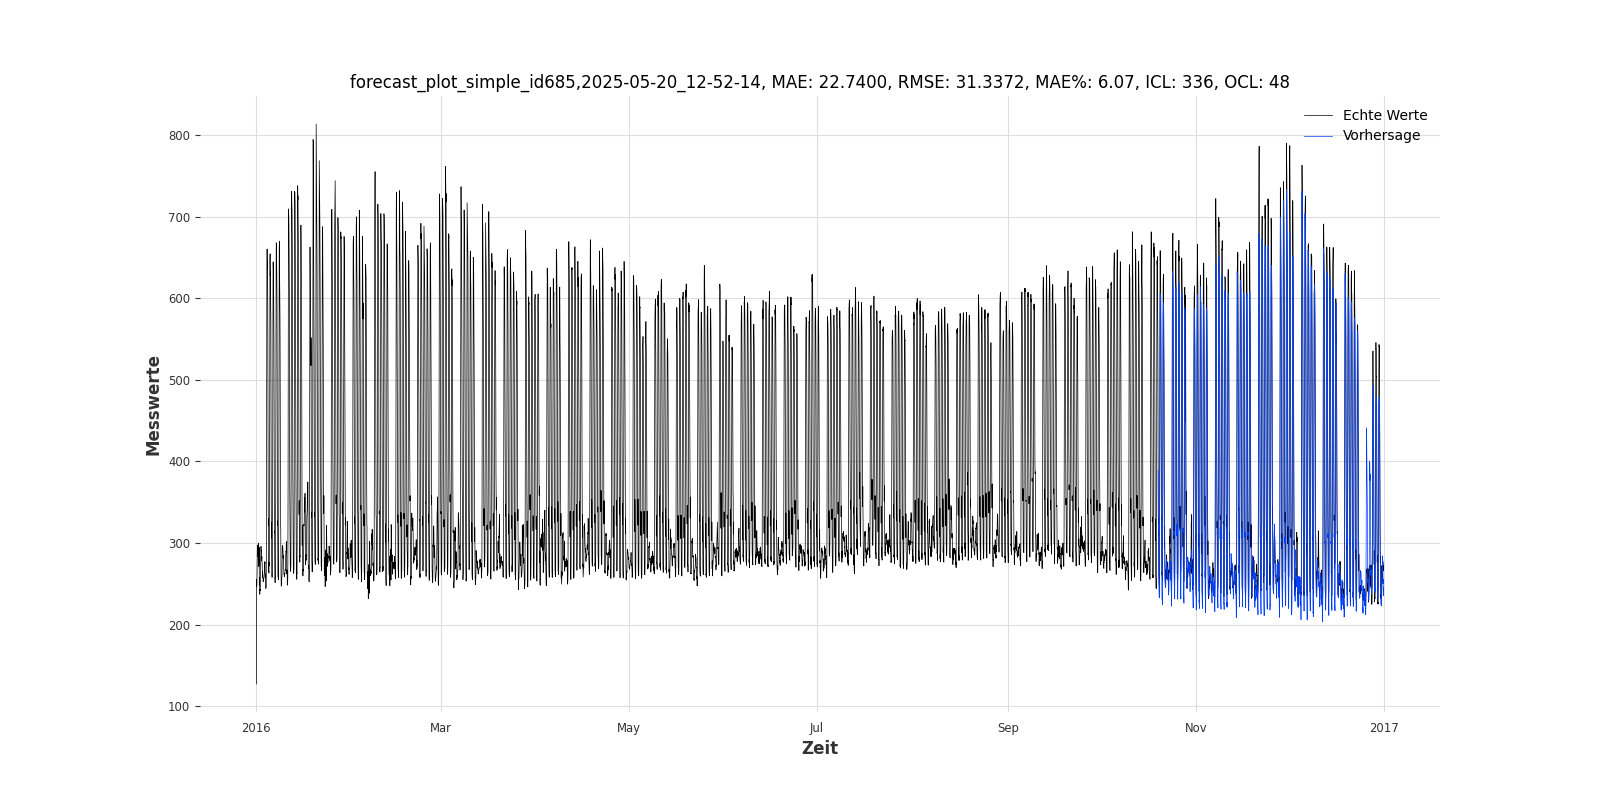 forecast_plot_simple_id685,2025-05-20_12-52-14, MAE: 22.7400, RMSE: 31.3372, MAE%: 6.07, ICL: 336, OCL: 48
Echte Werte
Vorhersage
800
700
600
500
400
300
200
100
Messwerte
2016
Mar
May
Jul
Sep
Nov
2017
Zeit